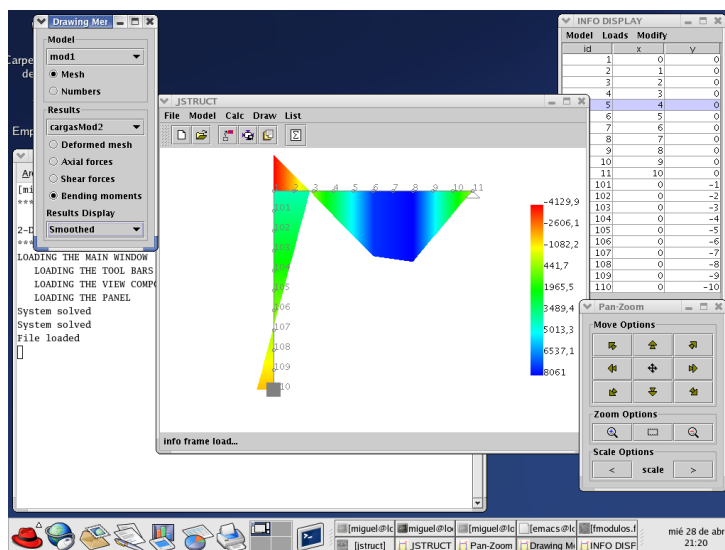 Drawing Mer
Model
mod1
Mesh
Numbers
Results
cargasMod2
Deformed mesh
Axial forces
Shear forces
Bending moments
Results Display
Smoothed
Carpe
de
Emp
Ar
[mi
2-D
LOADING THE MAIN WINDOW
LOADING THE TOOL BARS
LOADING THE VIEW COMPO
LOADING THE PANEL
System solved
System solved
File loaded
JSTRUCT
File Model Calc Draw List
Σ
1 2 3 4 5 6 7 8 9 10 11
101
102
103
104
105
106
107
108
109
10
-4129,9
-2606,1
-1082,2
441,7
1965,5
3489,4
5013,3
6537,1
8061
info frame load...
INFO DISPLAY
Model Loads Modify
id x y
1 0 0
2 1 0
3 2 0
4 3 0
5 4 0
6 5 0
7 6 0
8 7 0
9 8 0
10 9 0
11 10 0
101 0 -1
102 0 -2
103 0 -3
104 0 -4
105 0 -5
106 0 -6
107 0 -7
108 0 -8
109 0 -9
110 0 -10
Pan-Zoom
Move Options
Zoom Options
Scale Options
< scale >
[miguel@lc miguel@lo [miguel@lc [emacs@lc [fmodulos.f
[jstruct] JSTRUCT Pan-Zoom Drawing Me INFO DISF
mié 28 de abr
21:20